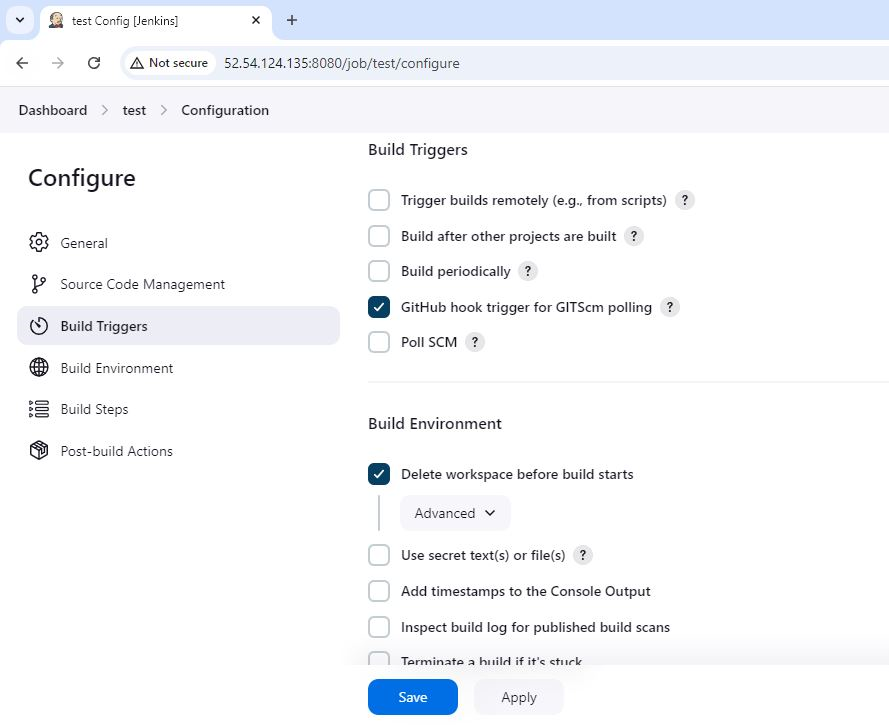 test Config [Jenkins]
Not secure 52.54.124.135:8080/job/test/configure
Dashboard test Configuration
Configure
General
Source Code Management
Build Triggers
Build Environment
Build Steps
Post-build Actions
Build Triggers
Trigger builds remotely (e.g., from scripts) ?
Build after other projects are built ?
Build periodically ?
GitHub hook trigger for GITScm polling ?
Poll SCM ?
Build Environment
Delete workspace before build starts
Advanced
Use secret text(s) or file(s) ?
Add timestamps to the Console Output
Inspect build log for published build scans
Terminate a build if it's stuck
Save Apply